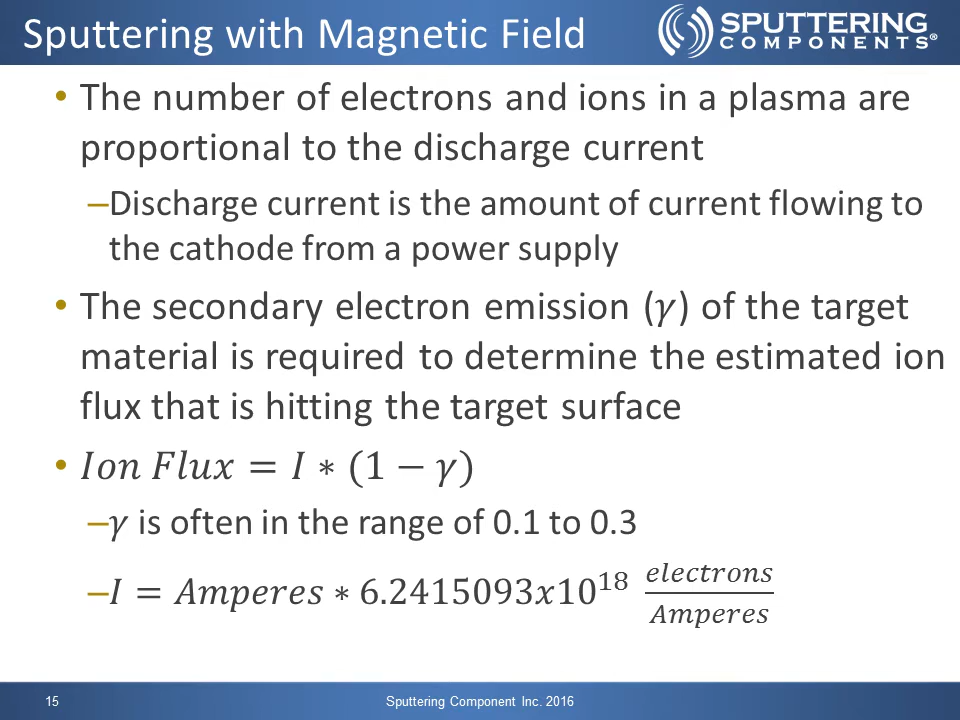 Sputtering with Magnetic Field
SPUTTERING
COMPONENTS®
• The number of electrons and ions in a plasma are
proportional to the discharge current
–Discharge current is the amount of current flowing to
the cathode from a power supply
• The secondary electron emission (𝛾) of the target
material is required to determine the estimated ion
flux that is hitting the target surface
• 𝐼𝑜𝑛 𝐹𝑙𝑢𝑥 = 𝐼 ∗ (1 − 𝛾)
–𝛾 is often in the range of 0.1 to 0.3
–𝐼 = 𝐴𝑚𝑝𝑒𝑟𝑒𝑠 ∗ 6.2415093𝑥10¹⁸ 𝑒𝑙𝑒𝑐𝑡𝑟𝑜𝑛𝑠/𝐴𝑚𝑝𝑒𝑟𝑒𝑠
15
Sputtering Component Inc. 2016